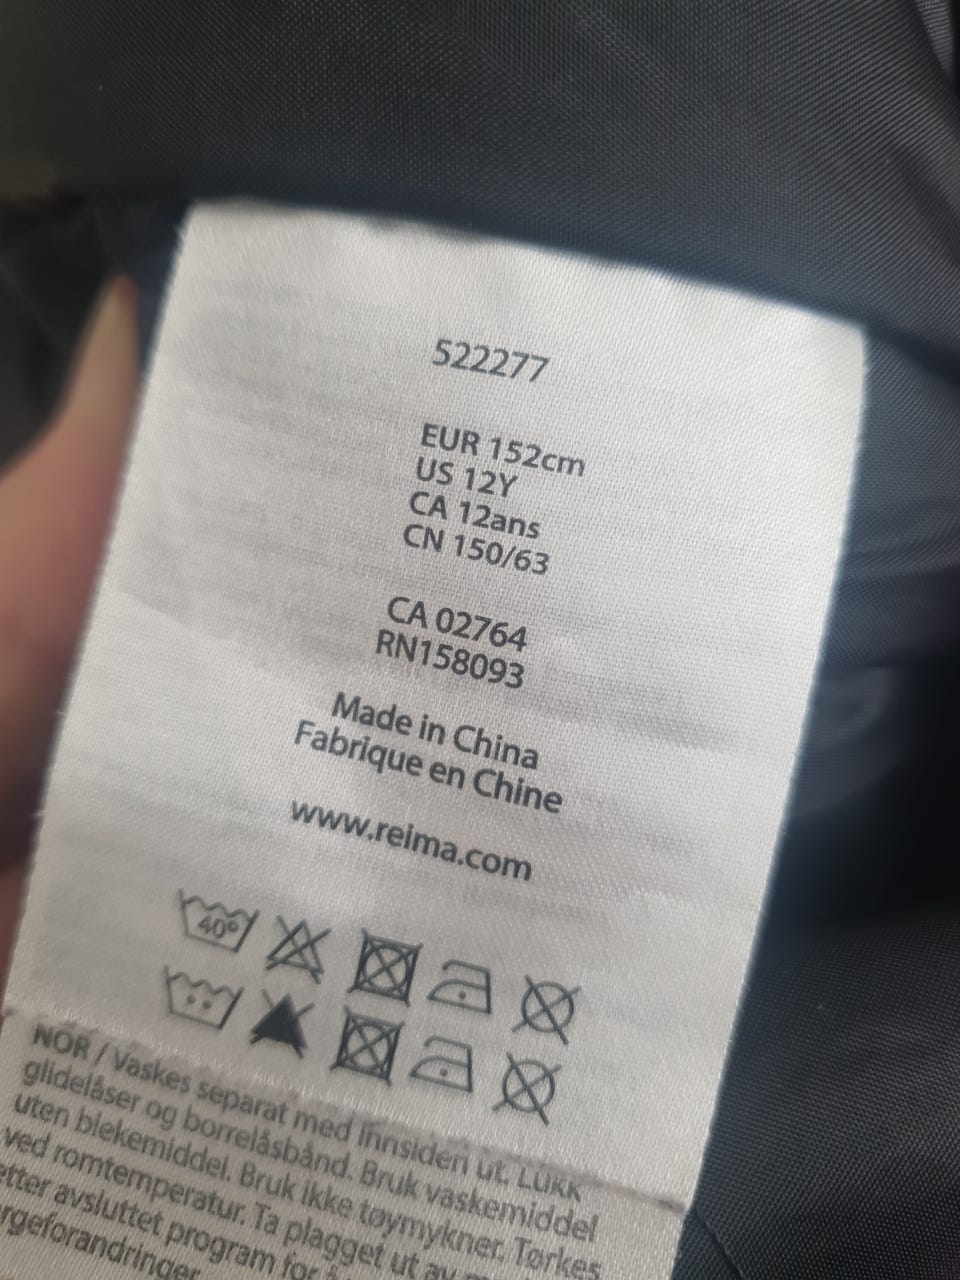 522277
EUR 152cm
US 12Y
CA 12ans
CN 150/63
CA 02764
RN158093
Made in China
Fabrique en Chine
www.reima.com
40°
NOR / Vaskes separat med innsiden ut. Lukk
glidelåser og borrelåsbånd. Bruk vaskemiddel
uten blekemiddel. Bruk ikke tøymykner. Tørkes
ved romtemperatur. Ta plagget ut av
etter avsluttet program for å
argeforandringer